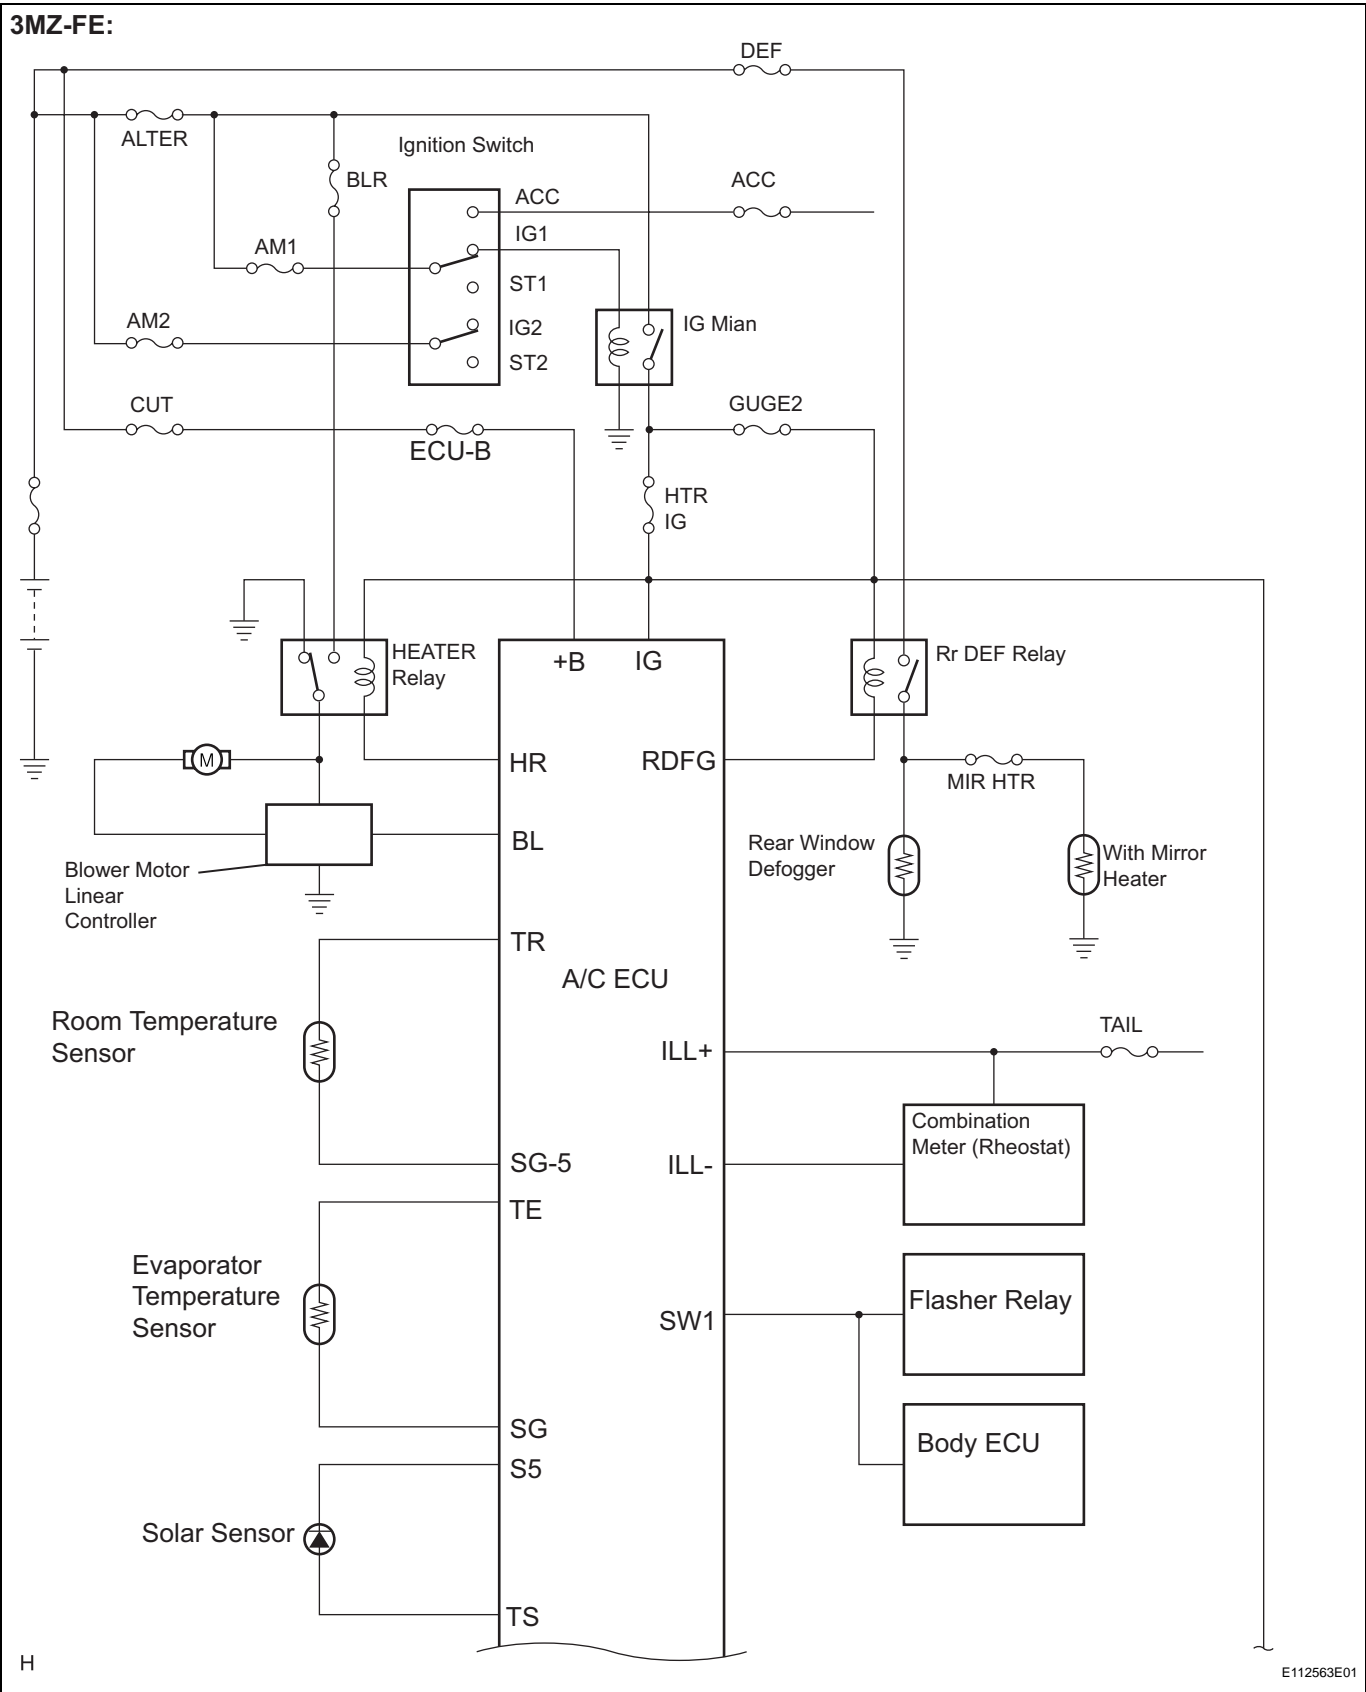 3MZ-FE:
DEF
ALTER
Ignition Switch
BLR
ACC
ACC
IG1
AM1
ST1
AM2
IG2
IG Mian
ST2
CUT
GUGE2
ECU-B
HTR
IG
HEATER
Relay
+B
IG
Rr DEF Relay
M
HR
RDFG
MIR HTR
BL
Rear Window
Defogger
With Mirror
Heater
Blower Motor
Linear
Controller
TR
A/C ECU
Room Temperature
Sensor
TAIL
ILL+
Combination
Meter (Rheostat)
SG-5
ILL-
TE
Evaporator
Temperature
Sensor
Flasher Relay
SW1
SG
Body ECU
S5
Solar Sensor
TS
H
E112563E01